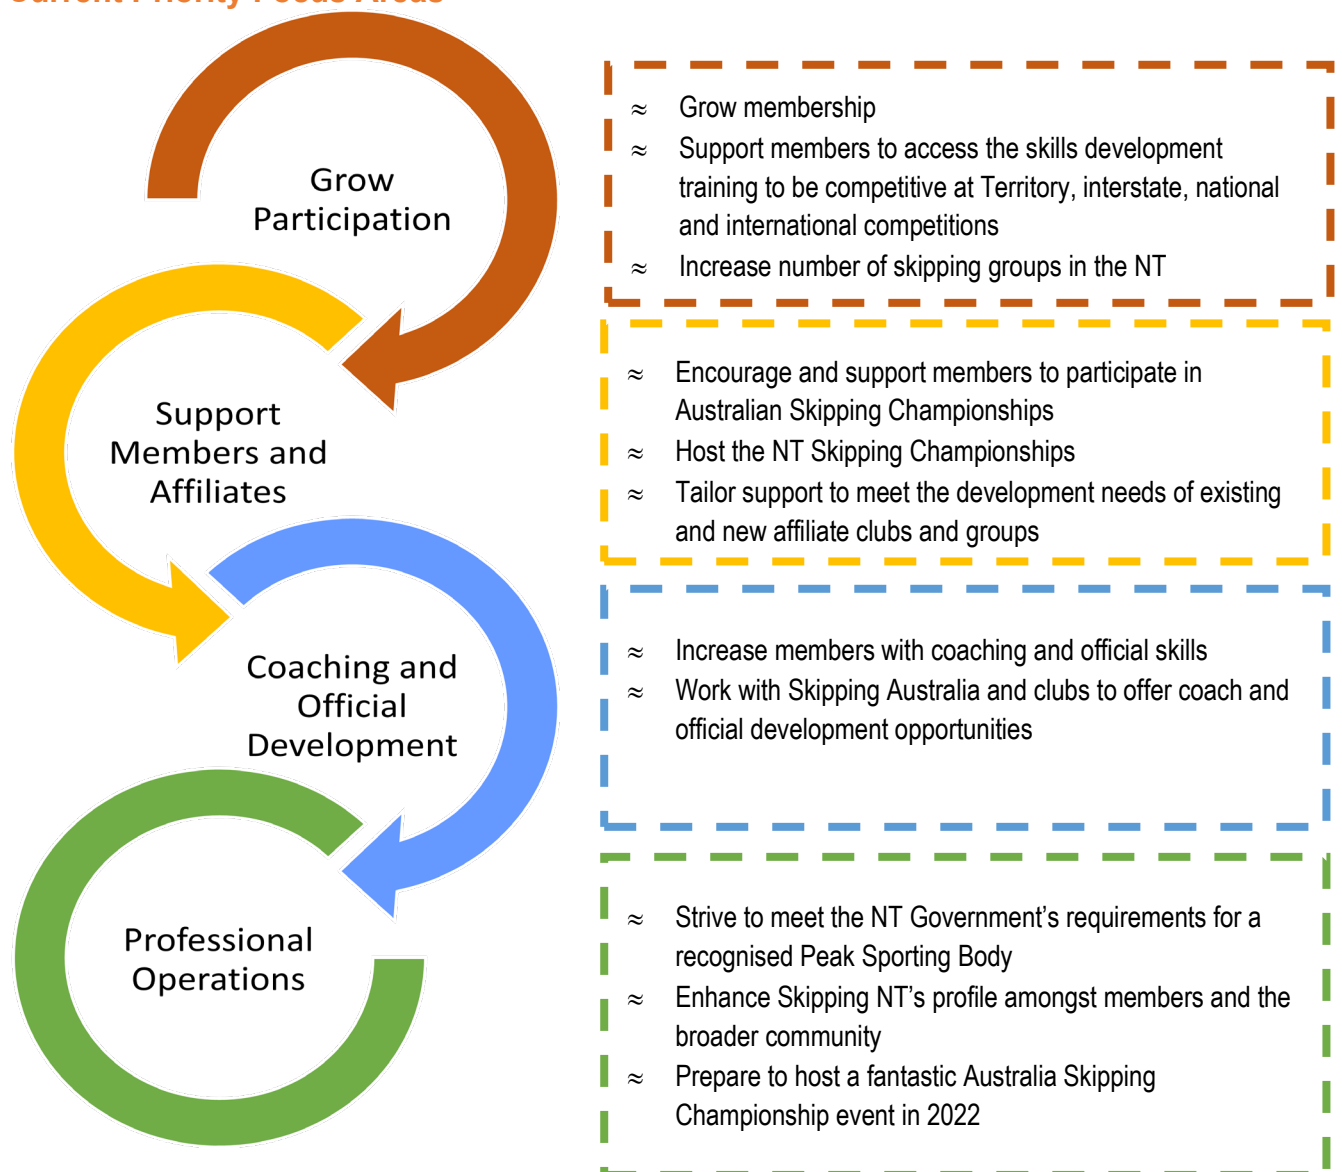 Current Priority Focus Areas
Grow
Participation
≈ Grow membership
≈ Support members to access the skills development
training to be competitive at Territory, interstate, national
and international competitions
≈ Increase number of skipping groups in the NT
Support
Members and
Affiliates
≈ Encourage and support members to participate in
Australian Skipping Championships
≈ Host the NT Skipping Championships
≈ Tailor support to meet the development needs of existing
and new affiliate clubs and groups
Coaching and
Official
Development
≈ Increase members with coaching and official skills
≈ Work with Skipping Australia and clubs to offer coach and
official development opportunities
Professional
Operations
≈ Strive to meet the NT Government’s requirements for a
recognised Peak Sporting Body
≈ Enhance Skipping NT’s profile amongst members and the
broader community
≈ Prepare to host a fantastic Australia Skipping
Championship event in 2022